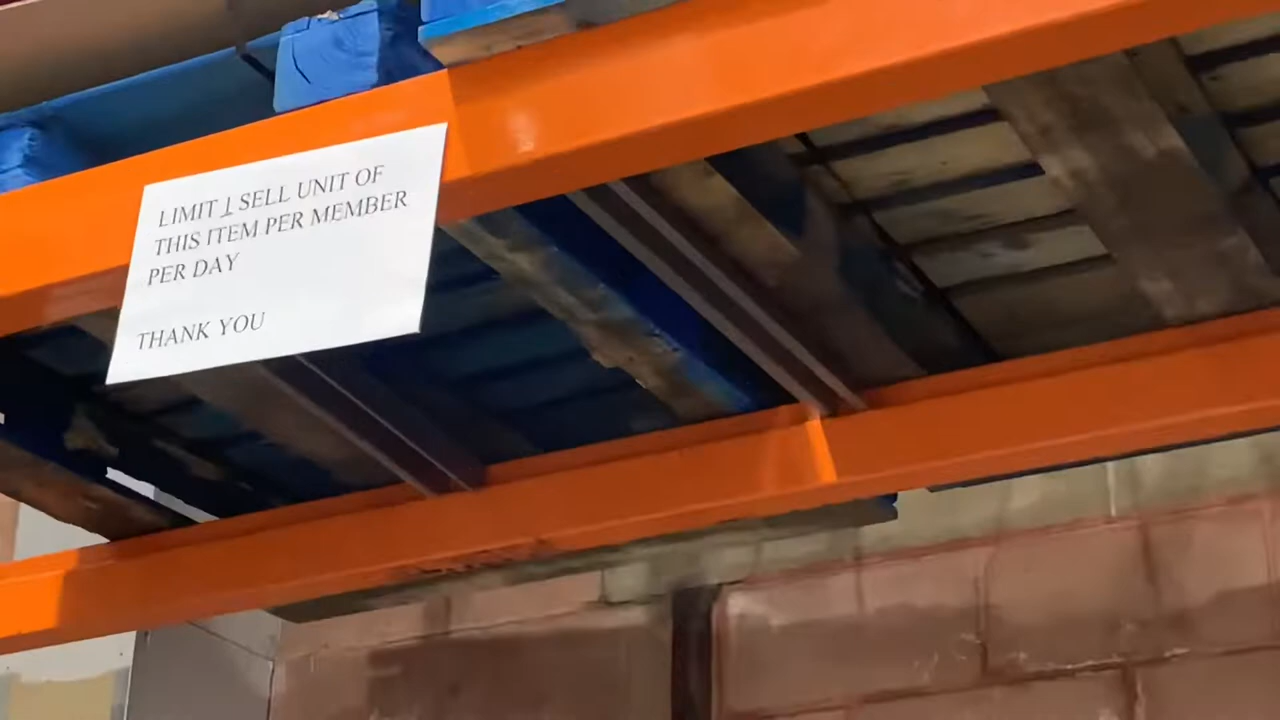 LIMIT 1 SELL UNIT OF
THIS ITEM PER MEMBER
PER DAY
THANK YOU